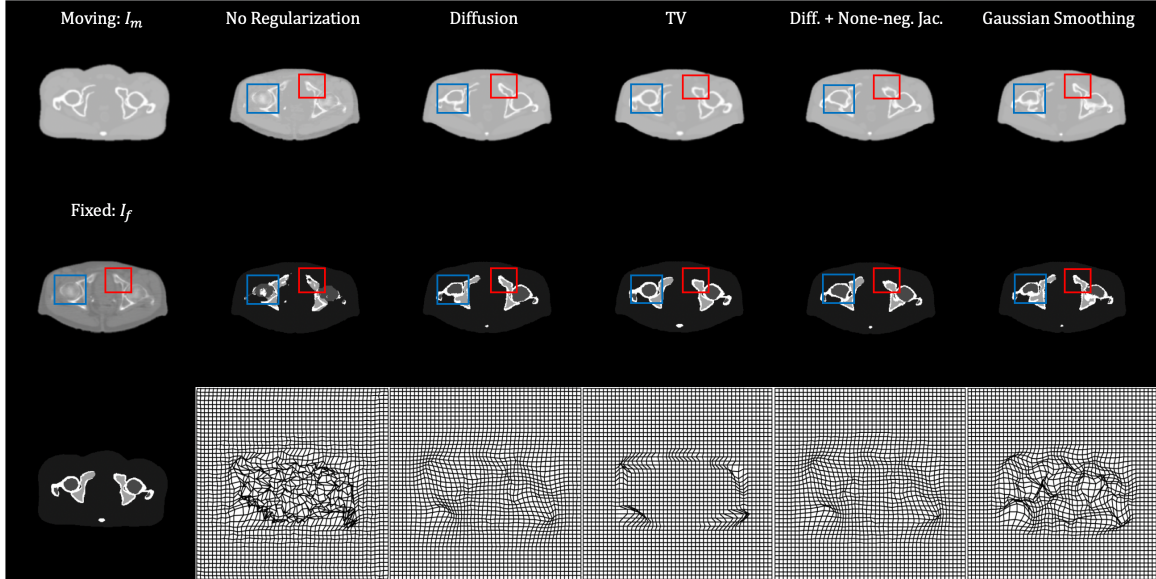 Moving: I_m
No Regularization
Diffusion
TV
Diff. + None-neg. Jac.
Gaussian Smoothing
Fixed: I_f